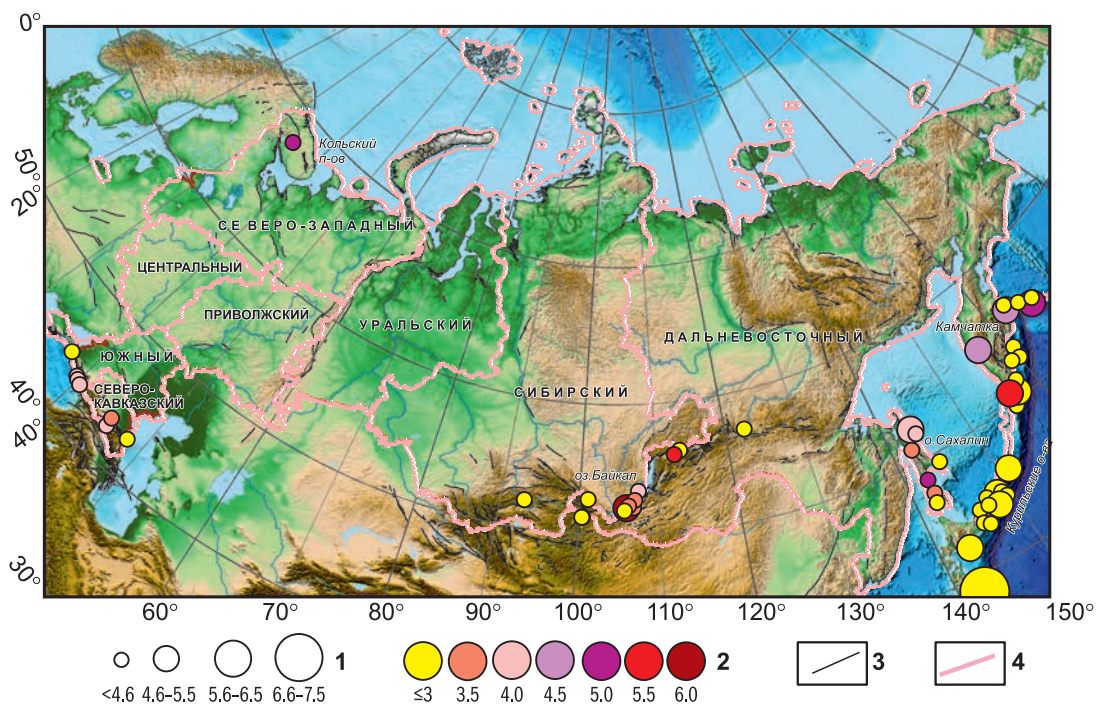 0°
50°
20°
40°
40°
30°
Кольский
п-ов
СЕВЕРО-ЗАПАДНЫЙ
ЦЕНТРАЛЬНЫЙ
ПРИВОЛЖСКИЙ
УРАЛЬСКИЙ
ДАЛЬНЕВОСТОЧНЫЙ
Камчатка
ЮЖНЫЙ
СЕВЕРО-
КАВКАЗСКИЙ
СИБИРСКИЙ
о.Сахалин
оз.Байкал
Курильские о-ва
60° 70° 80° 90° 100° 110° 120° 130° 140° 150°
1 2 3 4
<4.6 4.6–5.5 5.6–6.5 6.6–7.5 ≤3 3.5 4.0 4.5 5.0 5.5 6.0